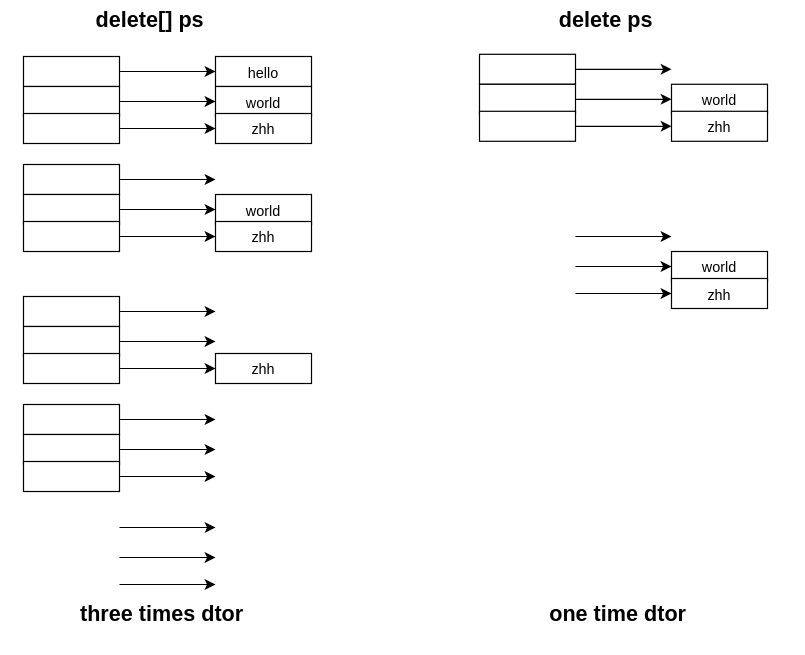 delete[] ps
hello
world
zhh
world
zhh
zhh
three times dtor
delete ps
world
zhh
world
zhh
one time dtor